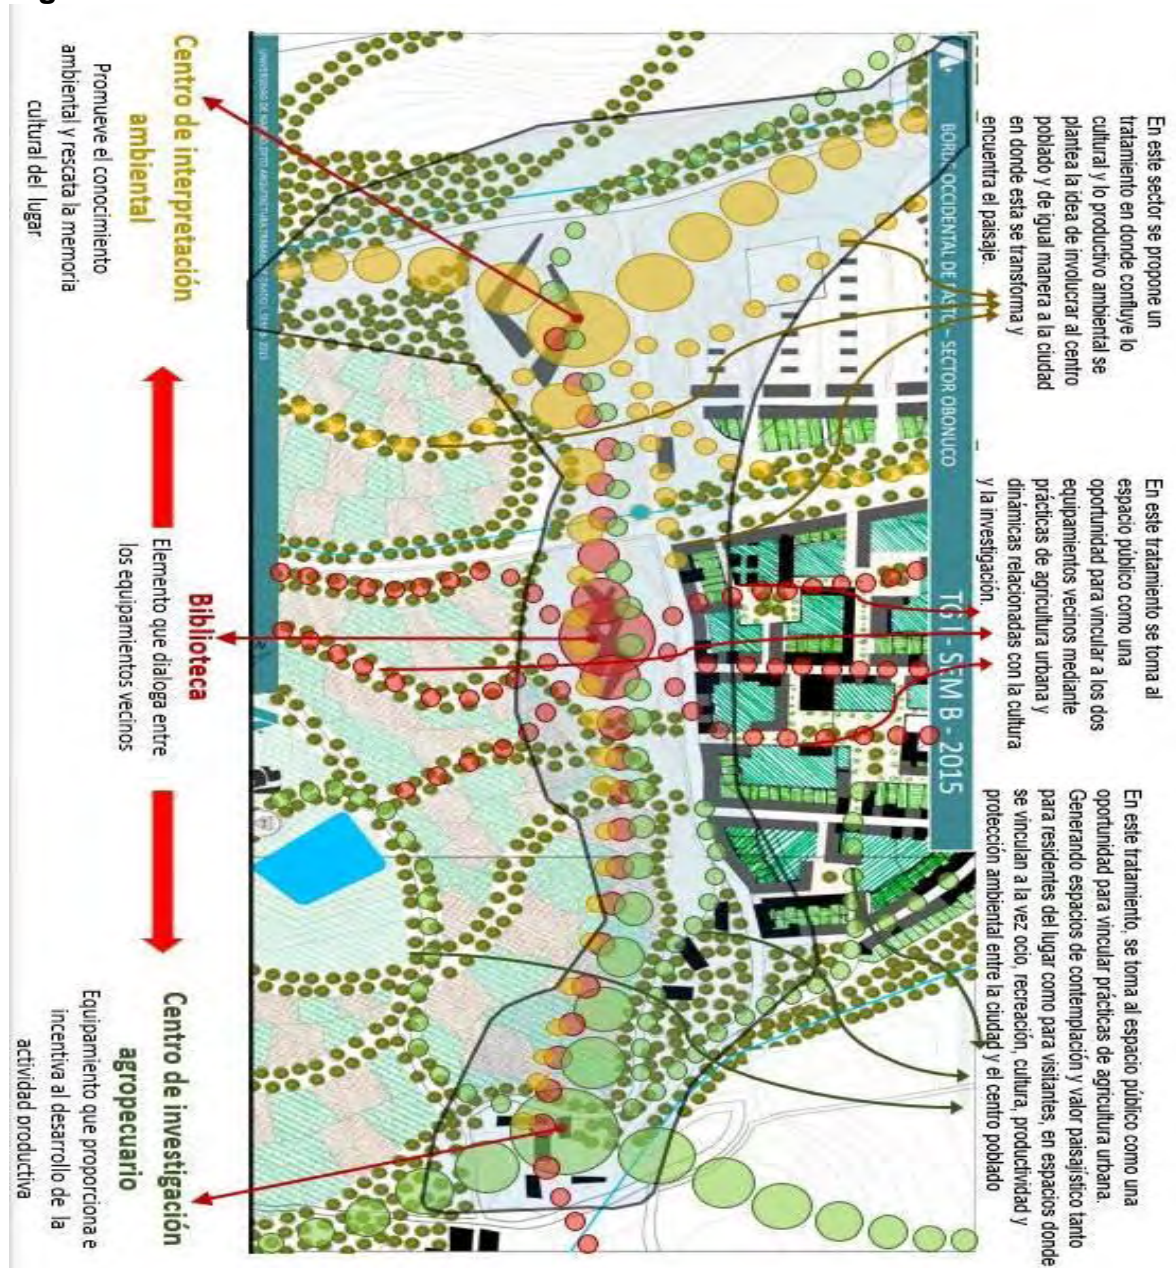 En este sector se propone un
tratamiento en donde confluye lo
cultural y lo productivo ambiental se
plantea la idea de involucrar al centro
poblado y de igual manera a la ciudad
en donde esta se transforma y
encuentra el paisaje.
En este tratamiento se toma al
espacio público como una
oportunidad para vincular a los dos
equipamientos vecinos mediante
prácticas de agricultura urbana y
dinámicas relacionadas con la cultura
y la investigación.
En este tratamiento, se toma al espacio público como una
oportunidad para vincular prácticas de agricultura urbana.
Generando espacios de contemplación y valor paisajístico tanto
para residentes del lugar como para visitantes, en espacios donde
se vinculan a la vez ocio, recreación, cultura, productividad y
protección ambiental entre la ciudad y el centro poblado
BORDE OCCIDENTAL DE PASTO – SECTOR OBONUCO
TG - SEM B - 2015
Centro de interpretación
ambiental
Promueve el conocimiento
ambiental y rescata la memoria
cultural del lugar
Biblioteca
Elemento que dialoga entre
los equipamientos vecinos
Centro de investigación
agropecuario
Equipamiento que proporciona e
incentiva al desarrollo de la
actividad productiva